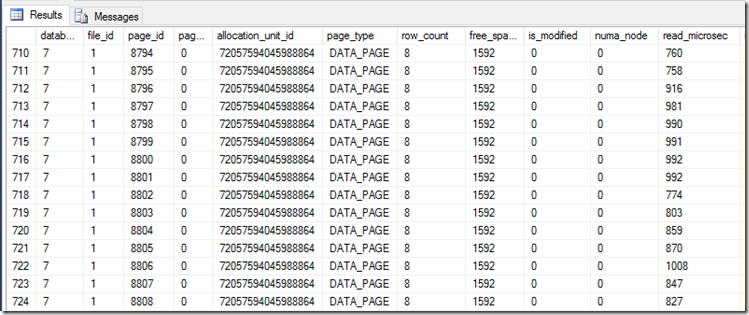 Results Messages
datab... file_id page_id pag... allocation_unit_id page_type row_count free_spa... is_modified numa_node read_microsec
710 7 1 8794 0 72057594045988864 DATA_PAGE 8 1592 0 0 760
711 7 1 8795 0 72057594045988864 DATA_PAGE 8 1592 0 0 758
712 7 1 8796 0 72057594045988864 DATA_PAGE 8 1592 0 0 916
713 7 1 8797 0 72057594045988864 DATA_PAGE 8 1592 0 0 981
714 7 1 8798 0 72057594045988864 DATA_PAGE 8 1592 0 0 990
715 7 1 8799 0 72057594045988864 DATA_PAGE 8 1592 0 0 991
716 7 1 8800 0 72057594045988864 DATA_PAGE 8 1592 0 0 992
717 7 1 8801 0 72057594045988864 DATA_PAGE 8 1592 0 0 992
718 7 1 8802 0 72057594045988864 DATA_PAGE 8 1592 0 0 774
719 7 1 8803 0 72057594045988864 DATA_PAGE 8 1592 0 0 803
720 7 1 8804 0 72057594045988864 DATA_PAGE 8 1592 0 0 859
721 7 1 8805 0 72057594045988864 DATA_PAGE 8 1592 0 0 870
722 7 1 8806 0 72057594045988864 DATA_PAGE 8 1592 0 0 1008
723 7 1 8807 0 72057594045988864 DATA_PAGE 8 1592 0 0 847
724 7 1 8808 0 72057594045988864 DATA_PAGE 8 1592 0 0 827